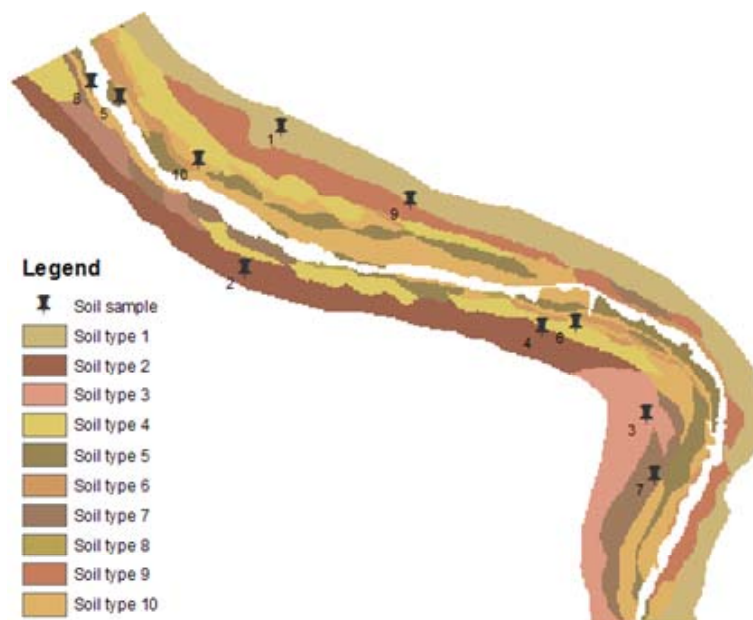 8
5
1
10
9
2
4
6
3
7
Legend
Soil sample
Soil type 1
Soil type 2
Soil type 3
Soil type 4
Soil type 5
Soil type 6
Soil type 7
Soil type 8
Soil type 9
Soil type 10